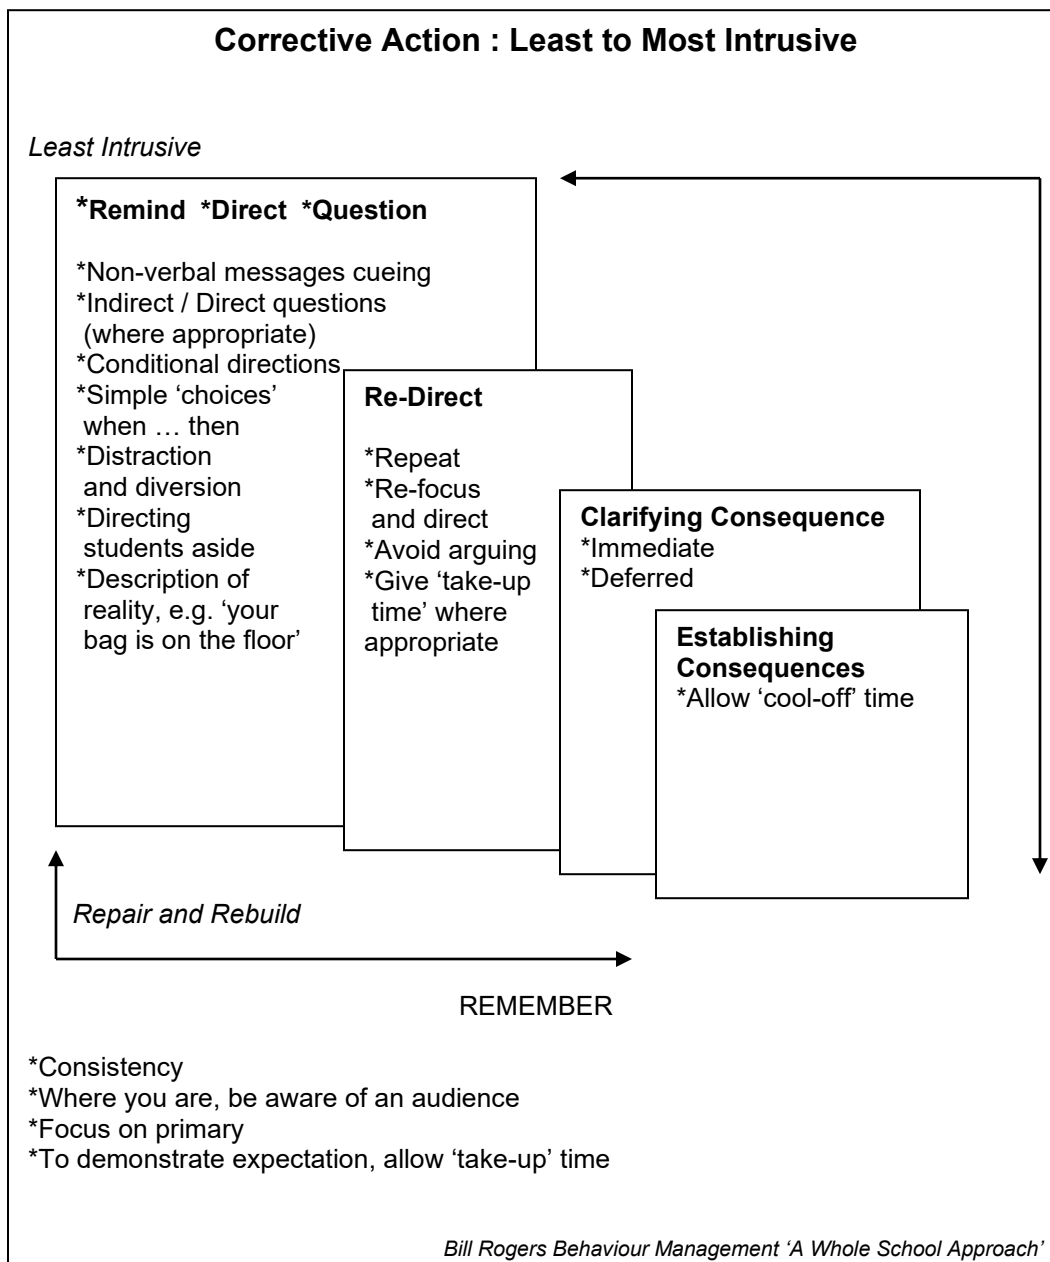 Corrective Action : Least to Most Intrusive
Least Intrusive
*Remind *Direct *Question
*Non-verbal messages cueing
*Indirect / Direct questions
(where appropriate)
*Conditional directions
*Simple ‘choices’
when … then
*Distraction
and diversion
*Directing
students aside
*Description of
reality, e.g. ‘your
bag is on the floor’
Re-Direct
*Repeat
*Re-focus
and direct
*Avoid arguing
*Give ‘take-up
time’ where
appropriate
Clarifying Consequence
*Immediate
*Deferred
Establishing
Consequences
*Allow ‘cool-off’ time
Repair and Rebuild
REMEMBER
*Consistency
*Where you are, be aware of an audience
*Focus on primary
*To demonstrate expectation, allow ‘take-up’ time
Bill Rogers Behaviour Management ‘A Whole School Approach’